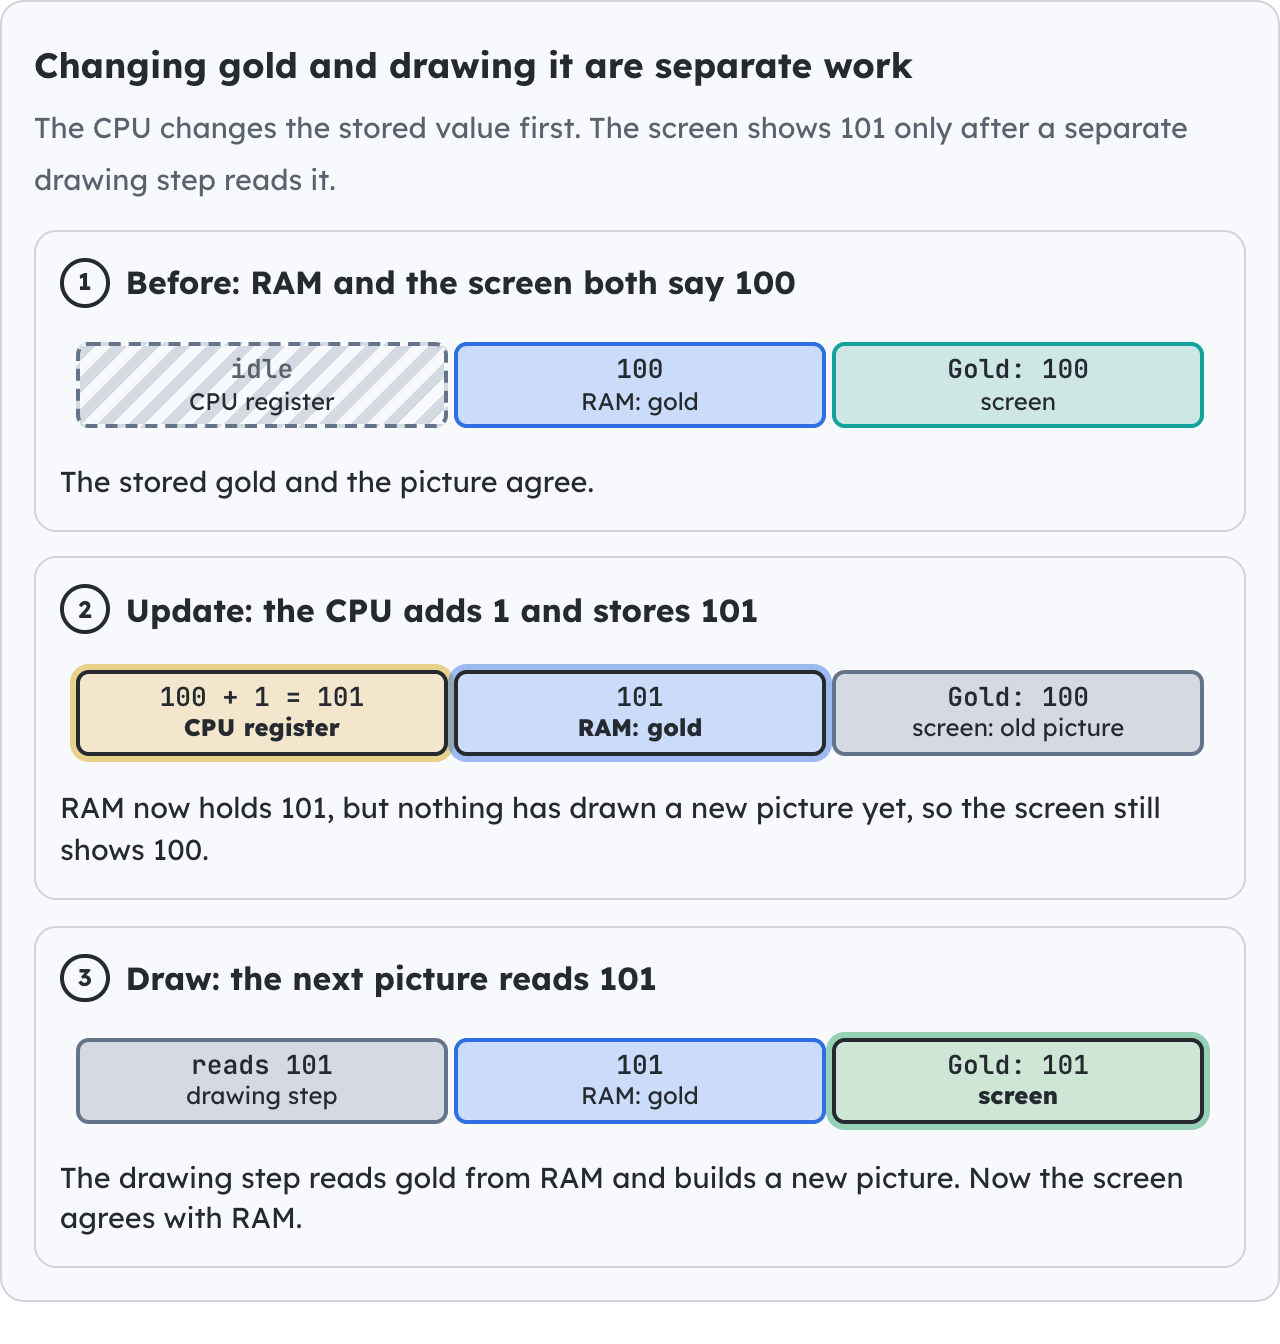 Changing gold and drawing it are separate work
The CPU changes the stored value first. The screen shows 101 only after a separate
drawing step reads it.
1 Before: RAM and the screen both say 100
idle
CPU register
100
RAM: gold
Gold: 100
screen
The stored gold and the picture agree.
2 Update: the CPU adds 1 and stores 101
100 + 1 = 101
CPU register
101
RAM: gold
Gold: 100
screen: old picture
RAM now holds 101, but nothing has drawn a new picture yet, so the screen still
shows 100.
3 Draw: the next picture reads 101
reads 101
drawing step
101
RAM: gold
Gold: 101
screen
The drawing step reads gold from RAM and builds a new picture. Now the screen
agrees with RAM.